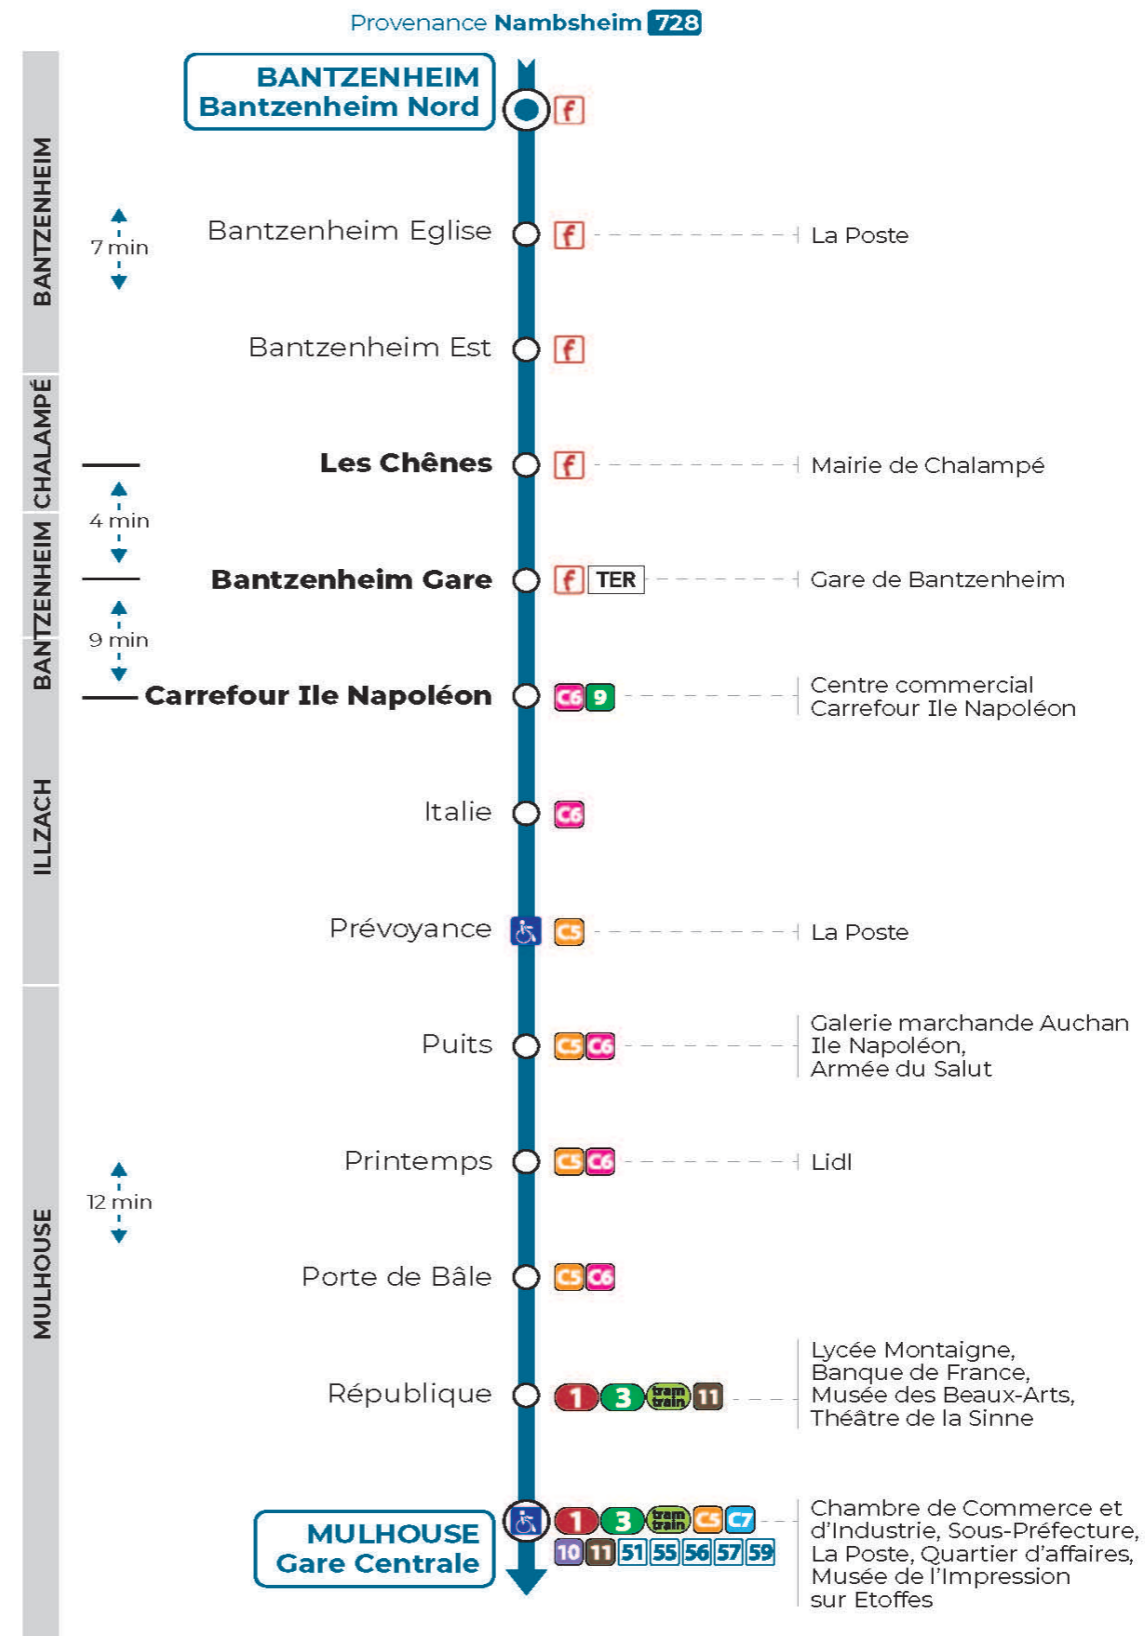 Provenance Nambsheim 728
BANTZENHEIM
Bantzenheim Nord
f
BANTZENHEIM
7 min
Bantzenheim Eglise
f
La Poste
Bantzenheim Est
f
CHALAMPÉ
Les Chênes
f
Mairie de Chalampé
4 min
BANTZENHEIM
Bantzenheim Gare
f TER
Gare de Bantzenheim
9 min
Carrefour Ile Napoléon
C6 9
Centre commercial
Carrefour Ile Napoléon
ILLZACH
Italie
C6
Prévoyance
C5
La Poste
MULHOUSE
Puits
C5 C6
Galerie marchande Auchan
Ile Napoléon,
Armée du Salut
Printemps
C5 C6
Lidl
12 min
Porte de Bâle
C5 C6
République
1 3 tram train 11
Lycée Montaigne,
Banque de France,
Musée des Beaux-Arts,
Théâtre de la Sinne
MULHOUSE
Gare Centrale
1 3 tram train C5 C7
10 11 51 55 56 57 59
Chambre de Commerce et
d'Industrie, Sous-Préfecture,
La Poste, Quartier d'affaires,
Musée de l'Impression
sur Etoffes